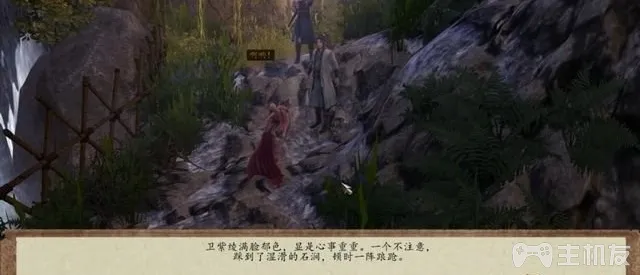 卫紫绫满脸郁色，显是心事重重。一个不注意，
踩到了湿滑的石涧，顿时一阵踉跄。
主机友